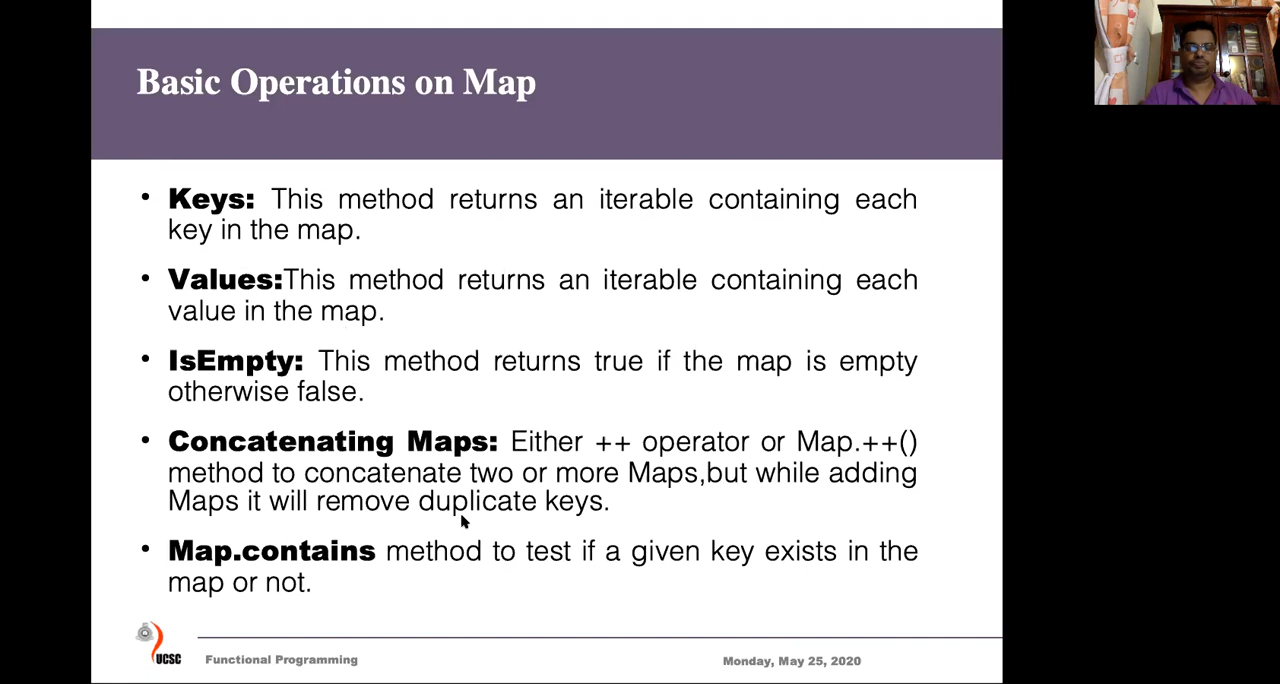 Basic Operations on Map
• Keys: This method returns an iterable containing each
key in the map.
• Values:This method returns an iterable containing each
value in the map.
• IsEmpty: This method returns true if the map is empty
otherwise false.
• Concatenating Maps: Either ++ operator or Map.++()
method to concatenate two or more Maps,but while adding
Maps it will remove duplicate keys.
• Map.contains method to test if a given key exists in the
map or not.
UCSC
Functional Programming
Monday, May 25, 2020